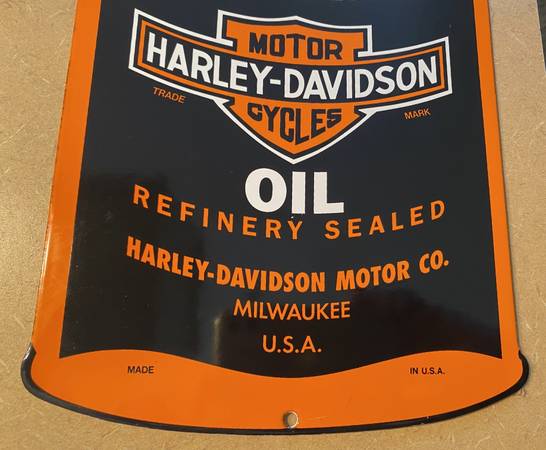 MOTOR
HARLEY-DAVIDSON
CYCLES
TRADE MARK
OIL
REFINERY SEALED
HARLEY-DAVIDSON MOTOR CO.
MILWAUKEE
U.S.A.
MADE IN U.S.A.